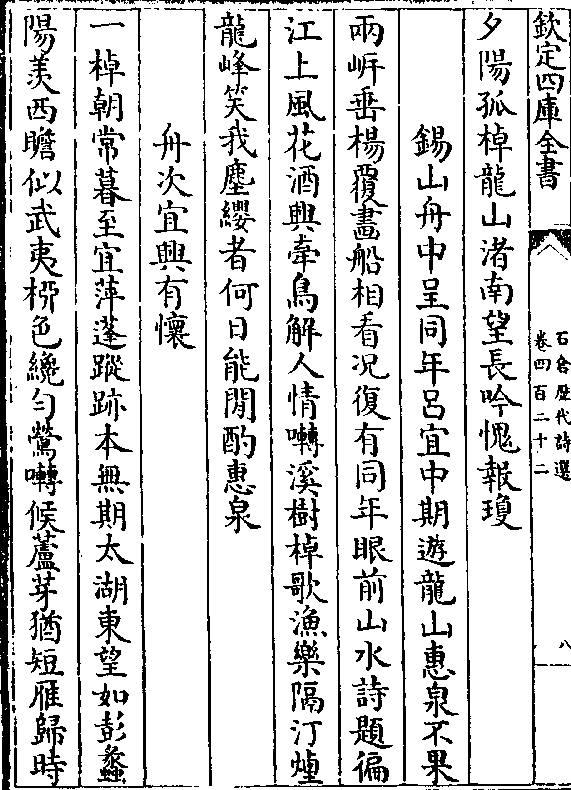 欽定四庫全書
石倉歷代詩選
卷四百二十二
八
夕陽孤棹龍山渚南望長吟愧報瓊
錫山舟中呈同年呂宜中期遊龍山惠泉不果
兩岍垂楊覆畫船相看况復有同年眼前山水詩題徧
江上風花酒興牽鳥解人情囀溪樹棹歌漁樂隔汀煙
龍峰笑我塵纓者何日能閒酌惠泉
舟次宜興有懷
一棹朝常暮至宜萍蓬蹤跡本無期太湖東望如彭蠡
陽羡西瞻似武夷桺色纔勻鶯囀候蘆芽猶短雁歸時